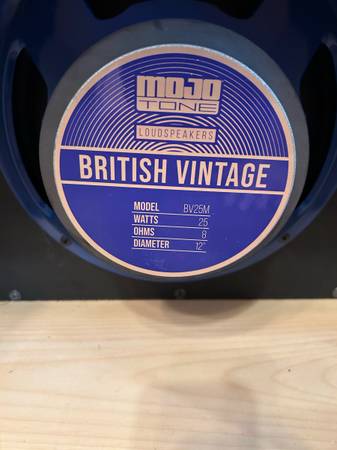 MOJO
TONE
LOUDSPEAKERS
BRITISH VINTAGE
MODEL BV25M
WATTS 25
OHMS 8
DIAMETER 12"